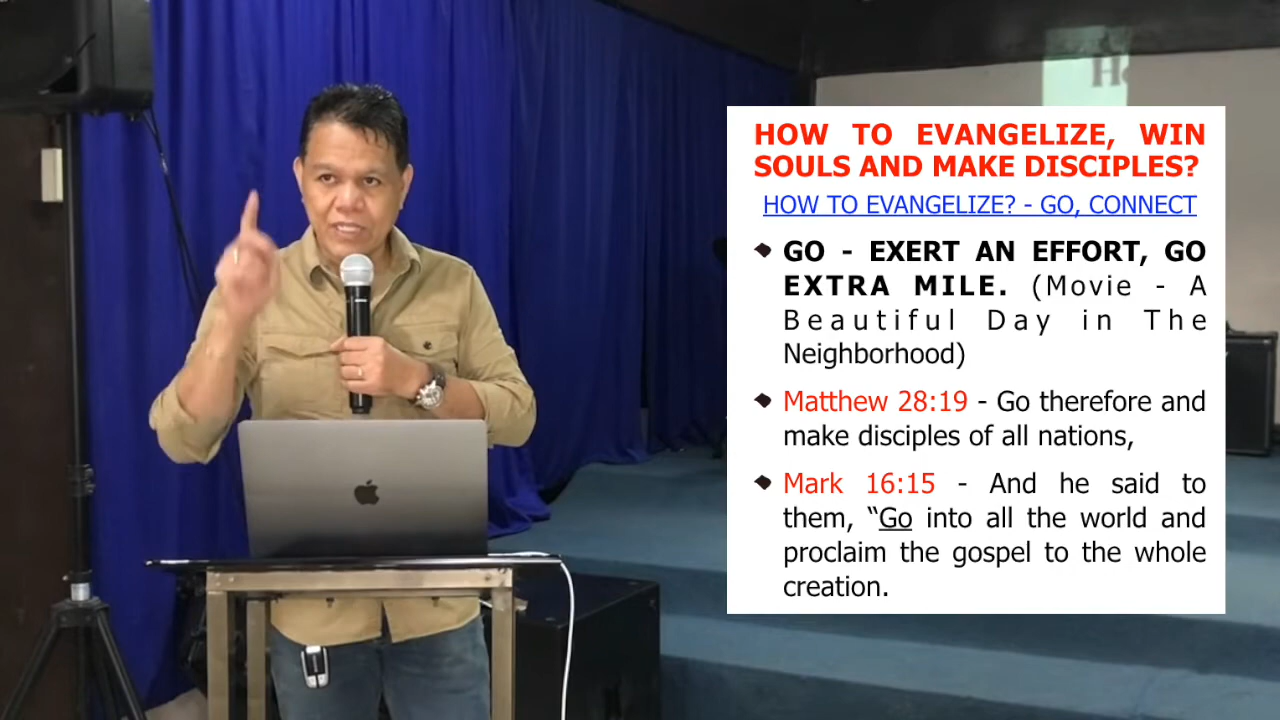 HOW TO EVANGELIZE, WIN
SOULS AND MAKE DISCIPLES?
HOW TO EVANGELIZE? - GO, CONNECT
GO - EXERT AN EFFORT, GO
EXTRA MILE. (Movie - A
Beautiful Day in The
Neighborhood)
Matthew 28:19 - Go therefore and
make disciples of all nations,
Mark 16:15 - And he said to
them, “Go into all the world and
proclaim the gospel to the whole
creation.